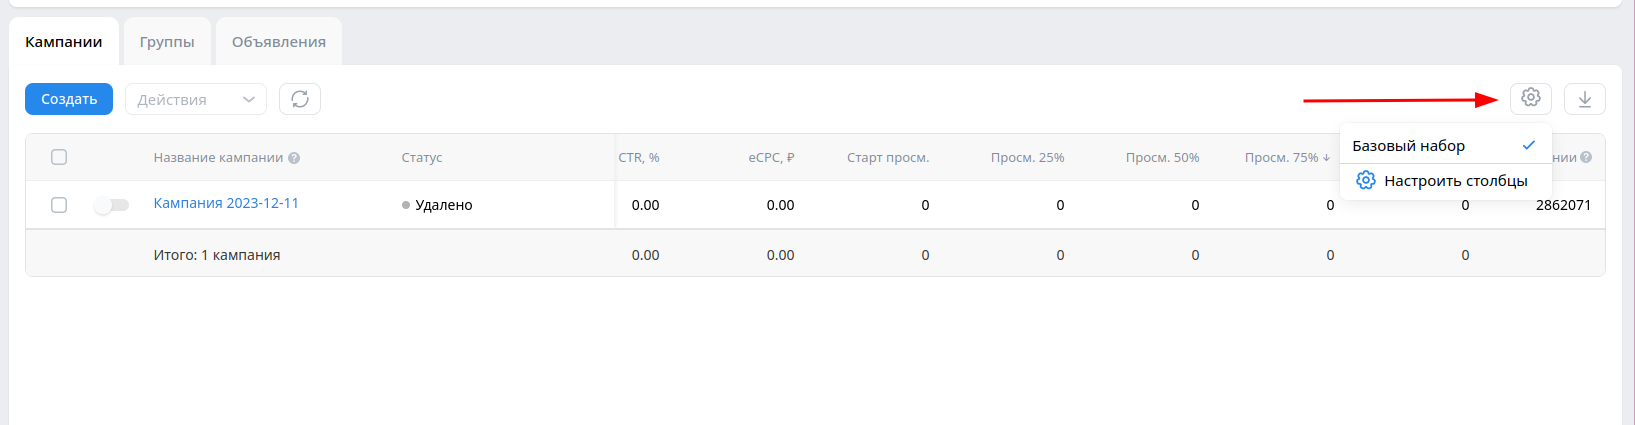 Кампании Группы Объявления
Создать Действия
Базовый набор
Настроить столбцы
Название кампании Статус CTR, % eCPC, ₽ Старт просм. Просм. 25% Просм. 50% Просм. 75% ↓
Кампания 2023-12-11 Удалено 0.00 0.00 0 0 0 0 0 2862071
Итого: 1 кампания 0.00 0.00 0 0 0 0 0